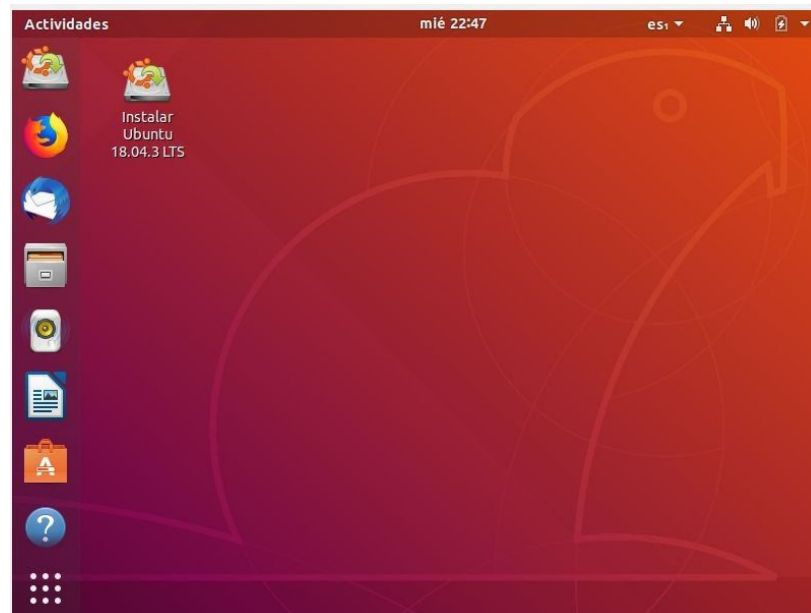 Actividades
mié 22:47
es₁
Instalar
Ubuntu
18.04.3 LTS